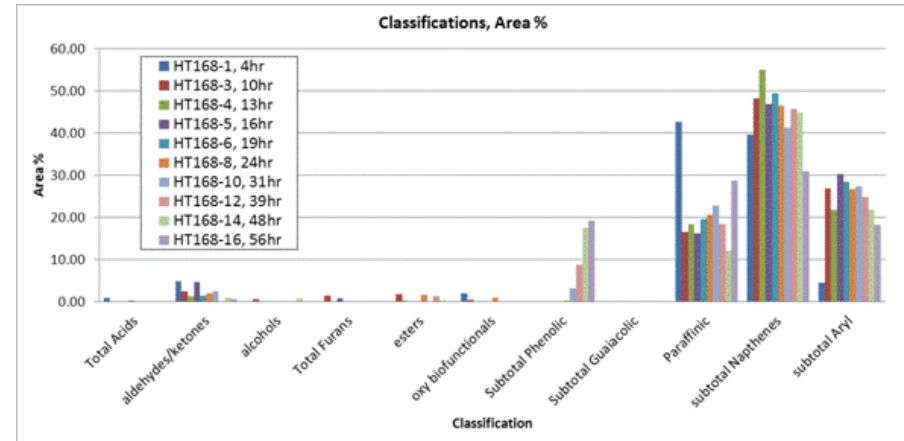 Classifications, Area %
60.00
50.00
40.00
30.00
20.00
10.00
0.00
Area %
HT168-1, 4hr
HT168-3, 10hr
HT168-4, 13hr
HT168-5, 16hr
HT168-6, 19hr
HT168-8, 24hr
HT168-10, 31hr
HT168-12, 39hr
HT168-14, 48hr
HT168-16, 56hr
Total Acids
aldehydes/ketones
alcohols
Total Furans
esters
oxy biofunctionals
Subtotal Phenolic
Subtotal Guaiacolic
Paraffinic
subtotal Napthenes
subtotal Aryl
Classification